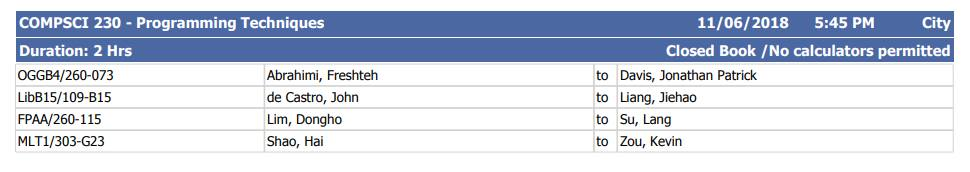 COMPSCI 230 - Programming Techniques 11/06/2018 5:45 PM City
Duration: 2 Hrs Closed Book /No calculators permitted
OGGB4/260-073 Abrahimi, Freshteh to Davis, Jonathan Patrick
LibB15/109-B15 de Castro, John to Liang, Jiehao
FPAA/260-115 Lim, Dongho to Su, Lang
MLT1/303-G23 Shao, Hai to Zou, Kevin